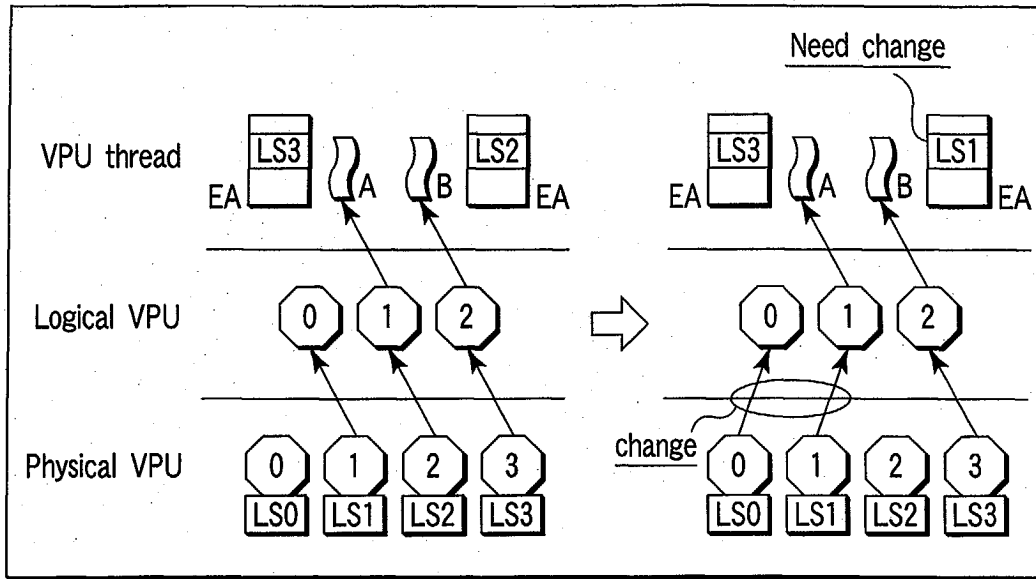 Need change
VPU thread
LS3
EA
A
B
LS2
EA
LS3
EA
A
B
LS1
EA
Logical VPU
0
1
2
0
1
2
change
Physical VPU
0
1
2
3
LS0
LS1
LS2
LS3
0
1
2
3
LS0
LS1
LS2
LS3